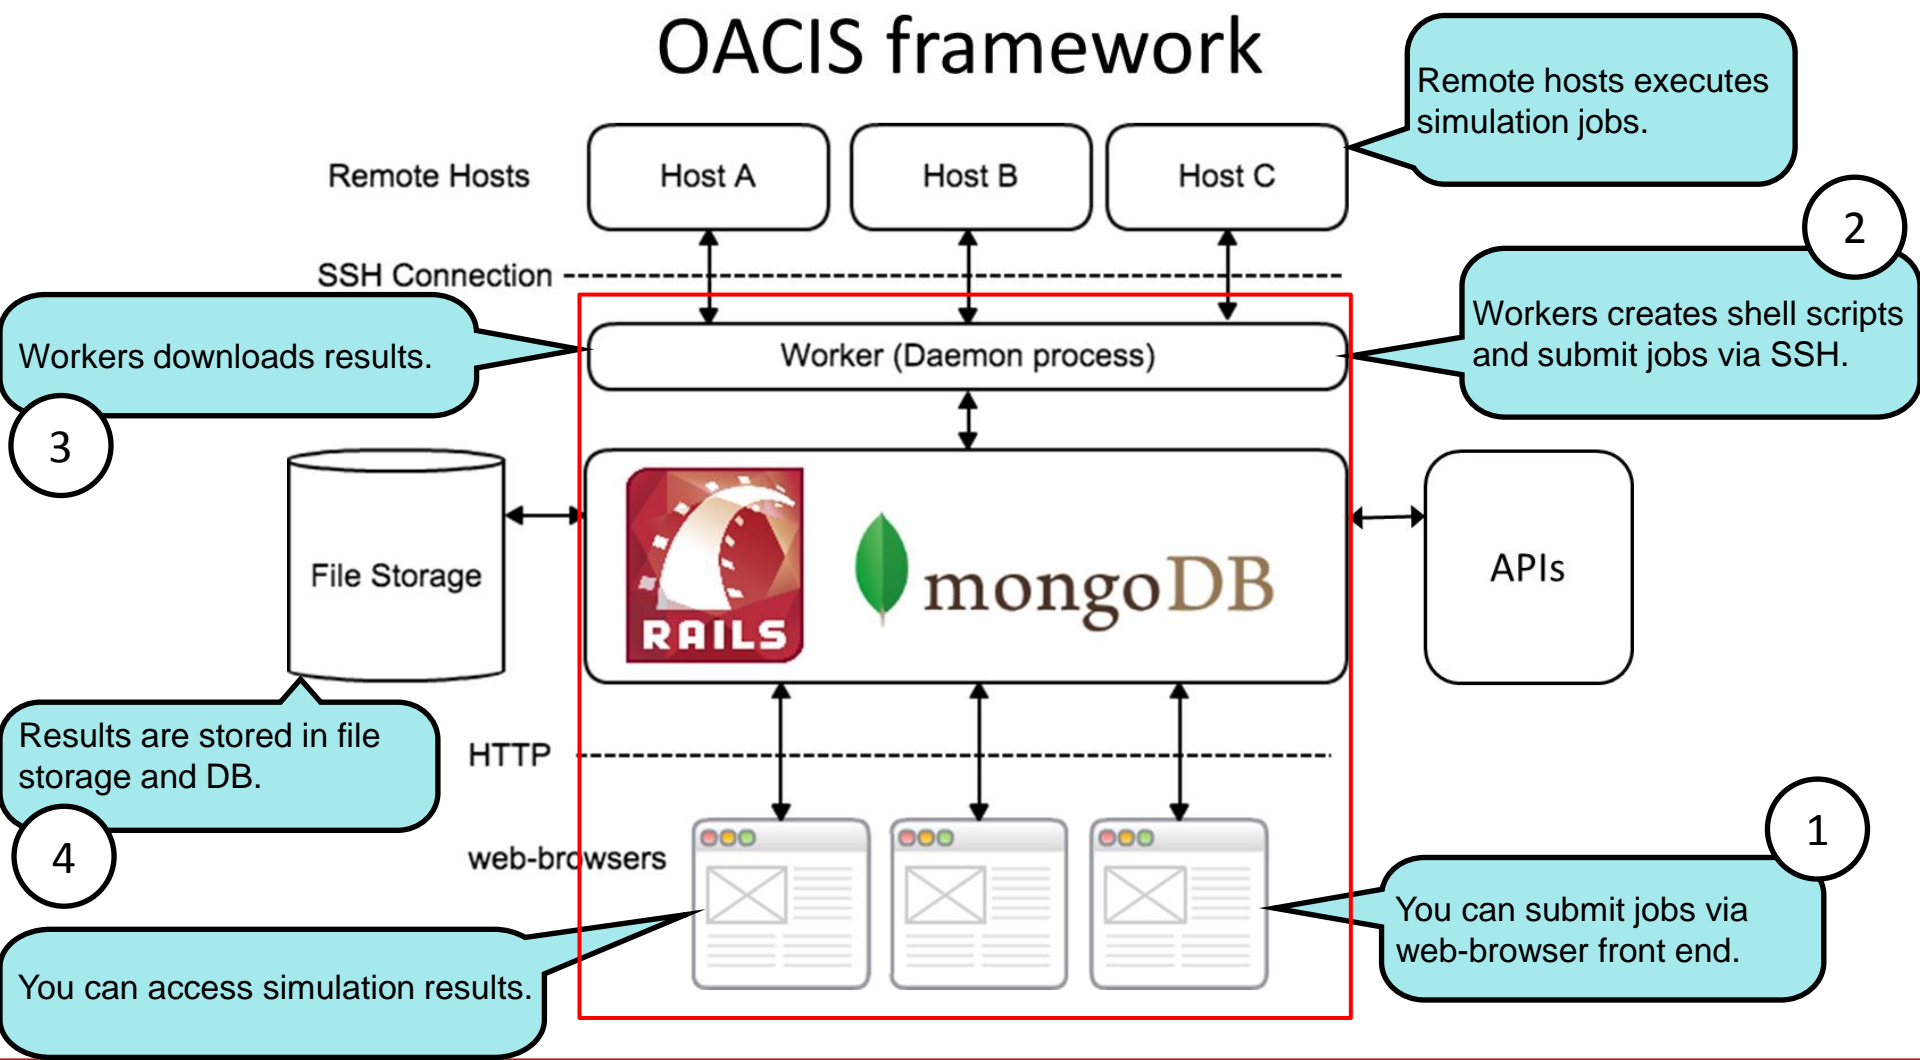 OACIS framework
Remote hosts executes
simulation jobs.
Remote Hosts
Host A
Host B
Host C
2
SSH Connection
Workers creates shell scripts
and submit jobs via SSH.
Workers downloads results.
3
Worker (Daemon process)
File Storage
RAILS
mongoDB
APIs
Results are stored in file
storage and DB.
4
HTTP
web-browsers
1
You can submit jobs via
web-browser front end.
You can access simulation results.